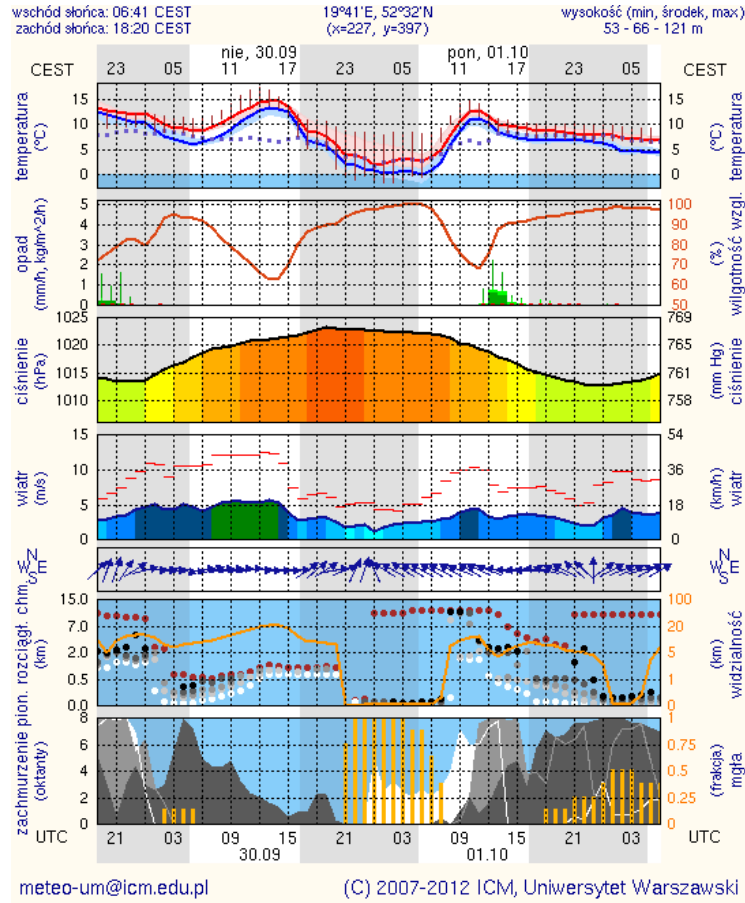 wschód słońca: 06:41 CEST 19°41'E, 52°32'N wysokość (min, środek, max)
zachód słońca: 18:20 CEST (x=227, y=397) 53 - 66 - 121 m
nie, 30.09 pon, 01.10
CEST 23 05 11 17 23 05 11 17 23 05 CEST
temperatura (°C) 15 10 5 0
15 10 5 0 temperatura (°C)
opad (mm/h, kg/m^2/h) 5 4 3 2 1 0
100 90 80 70 60 50 (%) wilgotność wzgl.
ciśnienie (hPa) 1025 1020 1015 1010
769 765 761 758 (mm Hg) ciśnienie
wiatr (m/s) 15 10 5 0
54 36 18 0 (km/h) wiatr
N W E S
N W E S
pion. rozciągł. chm. (km) 15.0 7.0 2.0 0.5 0.0
100 20 5 1 0 (km) widzialność
zachmurzenie (oktanty) 8 6 4 2 0
1 0.75 0.5 0.25 0 (frakcja) mgła
UTC 21 03 09 15 21 03 09 15 21 03 UTC
30.09 01.10
meteo-um@icm.edu.pl (C) 2007-2012 ICM, Uniwersytet Warszawski